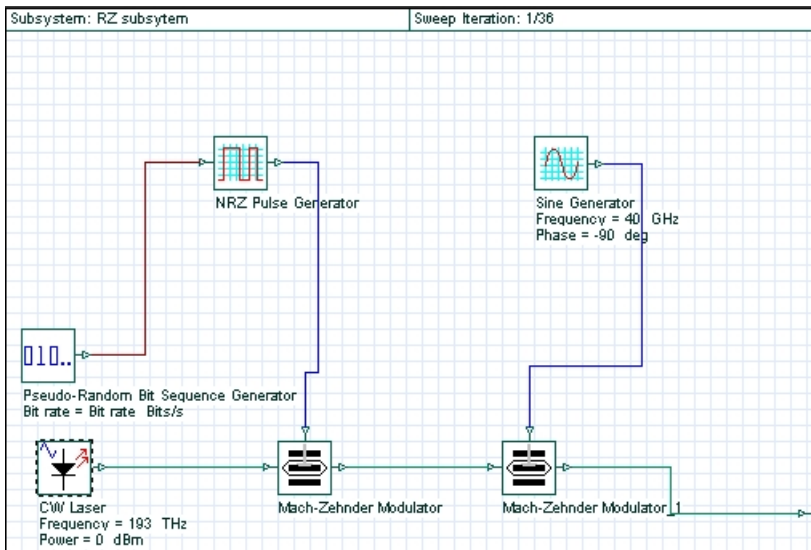 Subsystem: RZ subsytem
Sweep Iteration: 1/36
NRZ Pulse Generator
Sine Generator
Frequency = 40 GHz
Phase = -90 deg
010..
Pseudo-Random Bit Sequence Generator
Bit rate = Bit rate Bits/s
CW Laser
Frequency = 193 THz
Power = 0 dBm
Mach-Zehnder Modulator
Mach-Zehnder Modulator_1